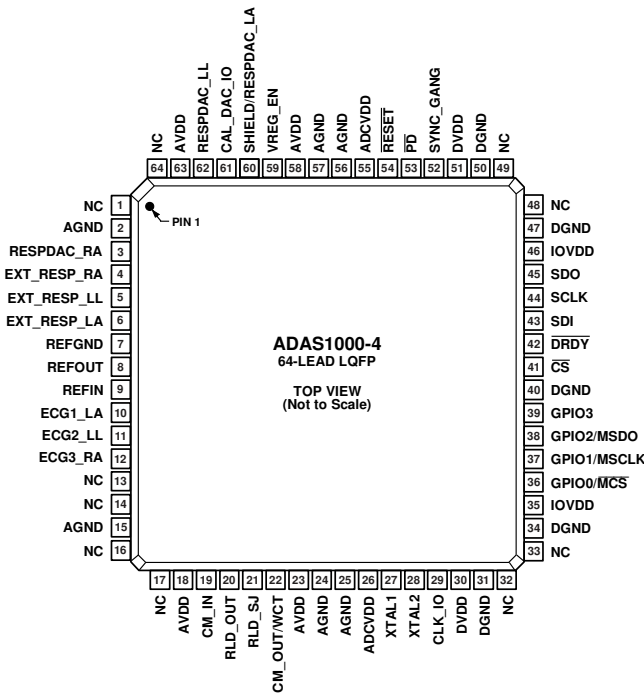 NC
AVDD
RESPDAC_LL
CAL_DAC_IO
SHIELD/RESPDAC_LA
VREG_EN
AVDD
AGND
AGND
ADCVDD
RESET
PD
SYNC_GANG
DVDD
DGND
NC
64 63 62 61 60 59 58 57 56 55 54 53 52 51 50 49
NC 1
AGND 2
RESPDAC_RA 3
EXT_RESP_RA 4
EXT_RESP_LL 5
EXT_RESP_LA 6
REFGND 7
REFOUT 8
REFIN 9
ECG1_LA 10
ECG2_LL 11
ECG3_RA 12
NC 13
NC 14
AGND 15
NC 16
PIN 1
ADAS1000-4
64-LEAD LQFP
TOP VIEW
(Not to Scale)
48 NC
47 DGND
46 IOVDD
45 SDO
44 SCLK
43 SDI
42 DRDY
41 CS
40 DGND
39 GPIO3
38 GPIO2/MSDO
37 GPIO1/MSCLK
36 GPIO0/MCS
35 IOVDD
34 DGND
33 NC
17 18 19 20 21 22 23 24 25 26 27 28 29 30 31 32
NC
AVDD
CM_IN
RLD_OUT
RLD_SJ
CM_OUT/WCT
AVDD
AGND
AGND
ADCVDD
XTAL1
XTAL2
CLK_IO
DVDD
DGND
NC